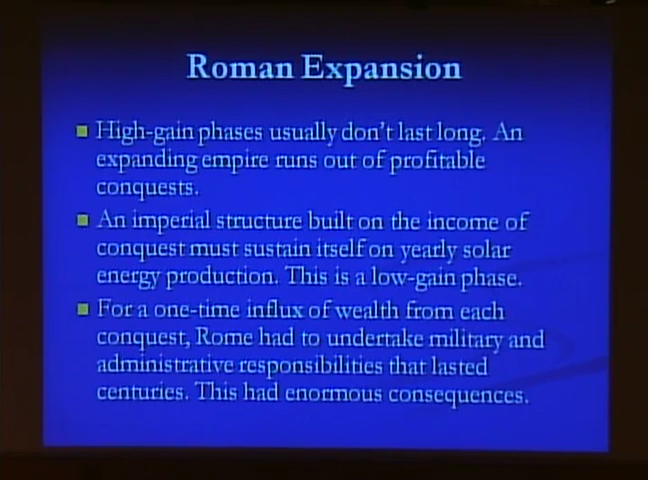 Roman Expansion
High-gain phases usually don't last long. An
expanding empire runs out of profitable
conquests.
An imperial structure built on the income of
conquest must sustain itself on yearly solar
energy production. This is a low-gain phase.
For a one-time influx of wealth from each
conquest, Rome had to undertake military and
administrative responsibilities that lasted
centuries. This had enormous consequences.